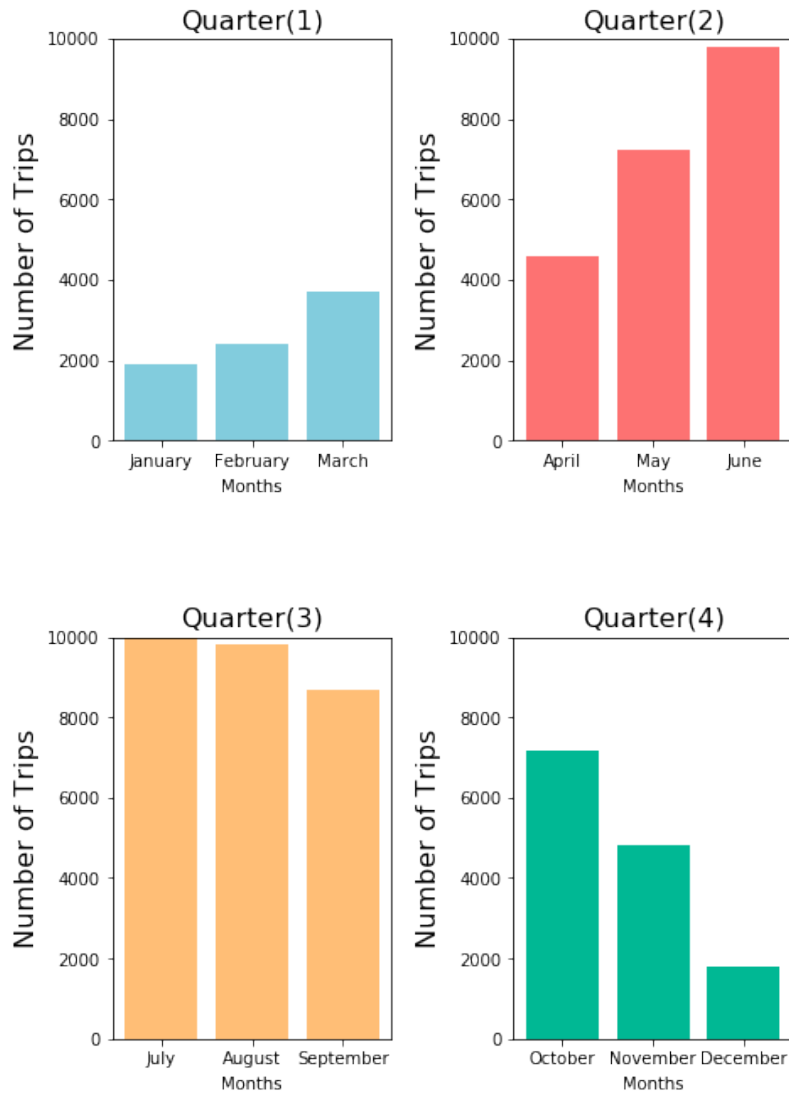 Quarter(1)
Number of Trips
10000
8000
6000
4000
2000
0
January February March
Months
Quarter(2)
Number of Trips
10000
8000
6000
4000
2000
0
April May June
Months
Quarter(3)
Number of Trips
10000
8000
6000
4000
2000
0
July August September
Months
Quarter(4)
Number of Trips
10000
8000
6000
4000
2000
0
October November December
Months